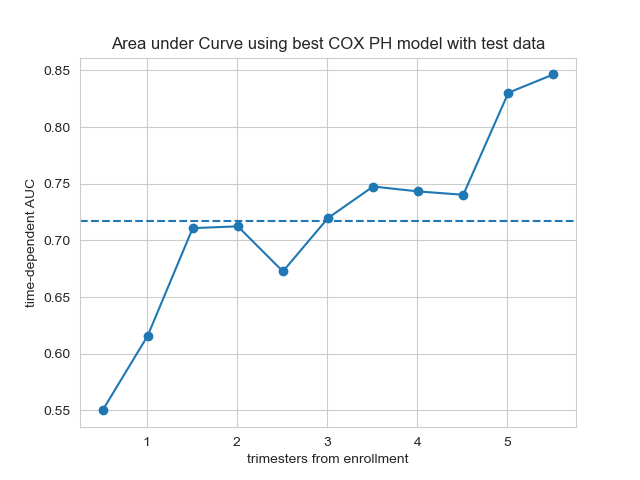 Area under Curve using best COX PH model with test data
time-dependent AUC
0.85
0.80
0.75
0.70
0.65
0.60
0.55
1 2 3 4 5
trimesters from enrollment